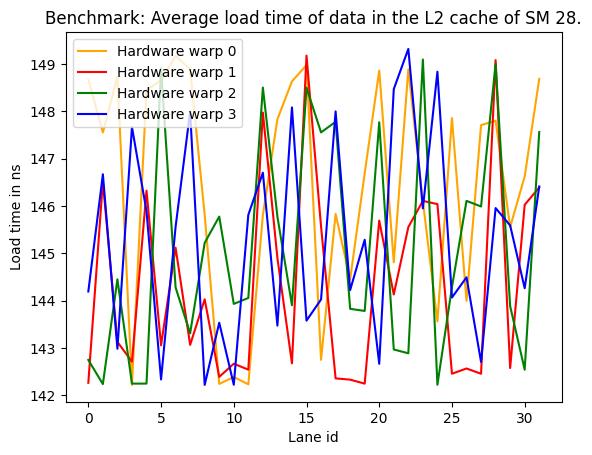 Benchmark: Average load time of data in the L2 cache of SM 28.
Hardware warp 0
Hardware warp 1
Hardware warp 2
Hardware warp 3
Load time in ns
149
148
147
146
145
144
143
142
0 5 10 15 20 25 30
Lane id